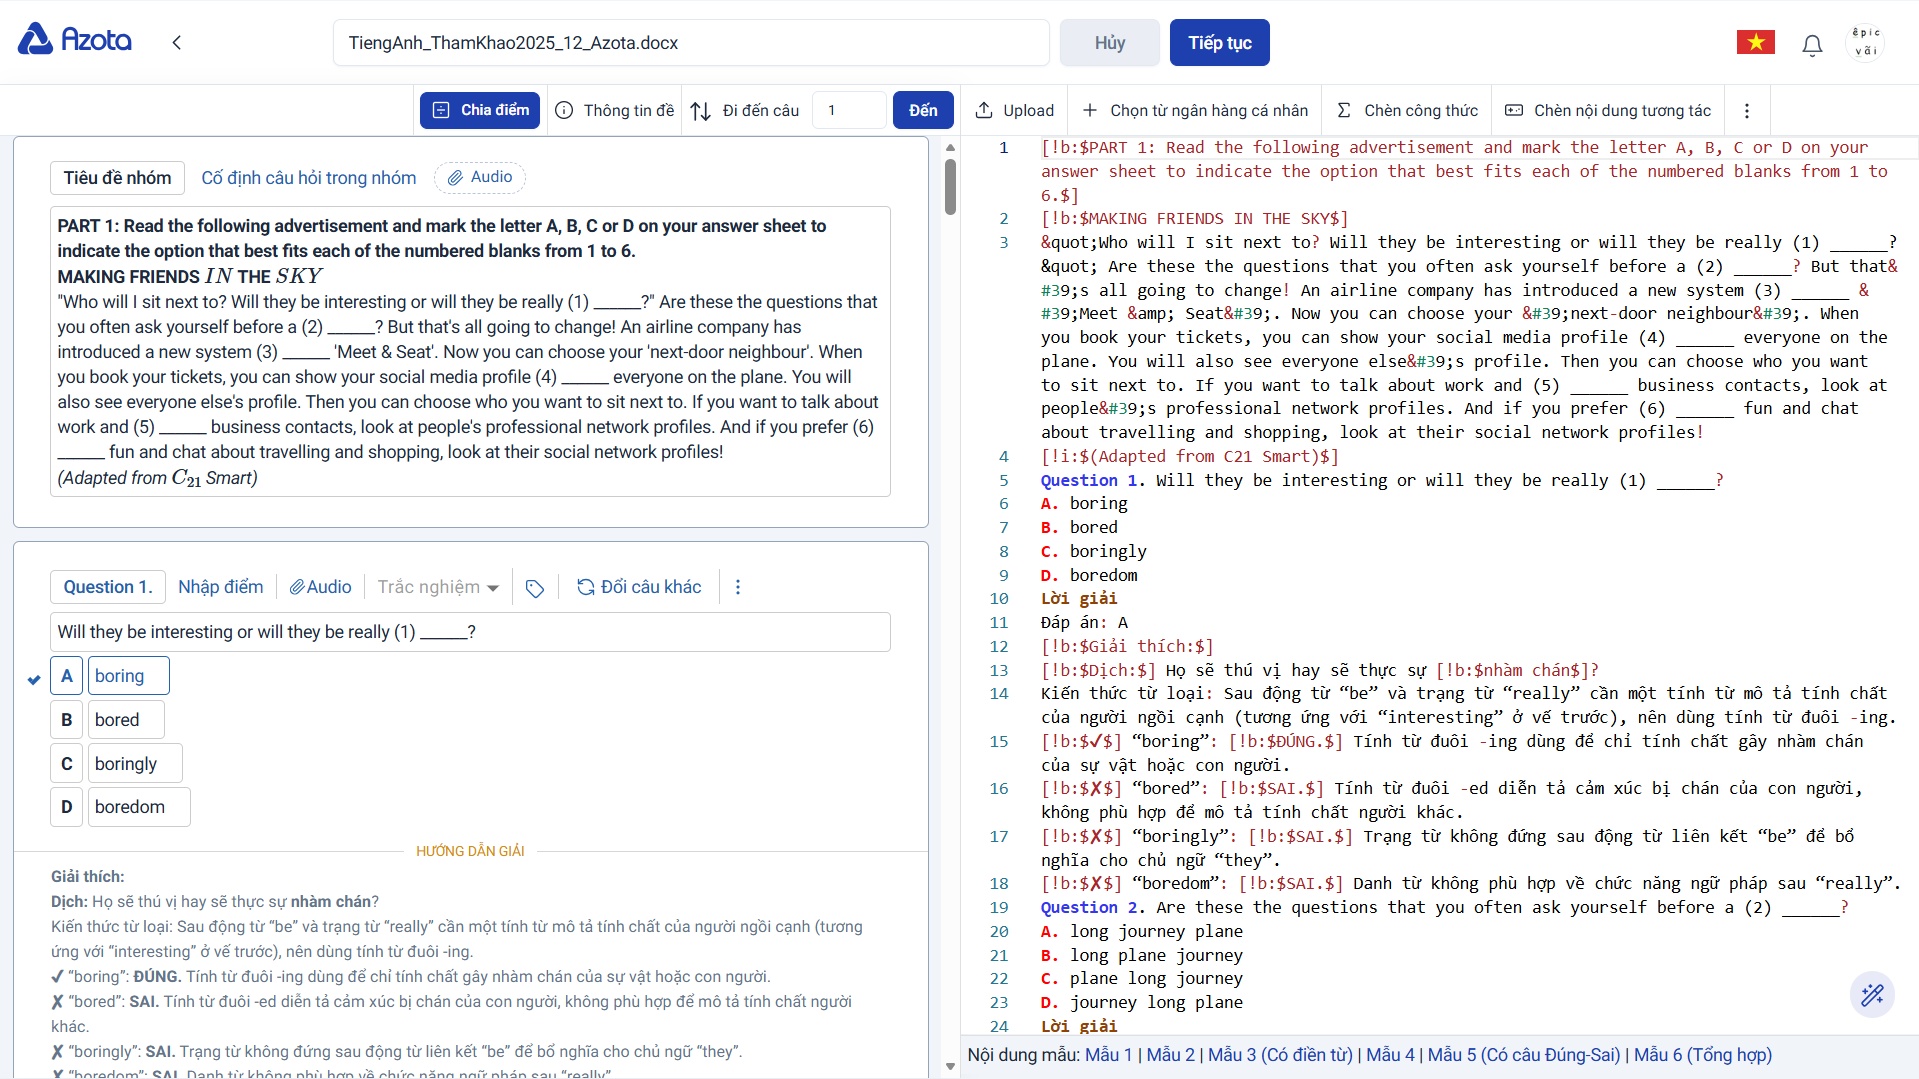 Azota
TiengAnh_ThamKhao2025_12_Azota.docx
Hủy
Tiếp tục
êpic
vãi
Chia điểm
Thông tin đề
Đi đến câu
1
Đến
Upload
Chọn từ ngân hàng cá nhân
Chèn công thức
Chèn nội dung tương tác
Tiêu đề nhóm
Cố định câu hỏi trong nhóm
Audio
PART 1: Read the following advertisement and mark the letter A, B, C or D on your answer sheet to
indicate the option that best fits each of the numbered blanks from 1 to 6.
MAKING FRIENDS IN THE SKY
"Who will I sit next to? Will they be interesting or will they be really (1) ______?" Are these the questions that
you often ask yourself before a (2) ______? But that's all going to change! An airline company has
introduced a new system (3) ______ 'Meet & Seat'. Now you can choose your 'next-door neighbour'. When
you book your tickets, you can show your social media profile (4) ______ everyone on the plane. You will
also see everyone else's profile. Then you can choose who you want to sit next to. If you want to talk about
work and (5) ______ business contacts, look at people's professional network profiles. And if you prefer (6)
______ fun and chat about travelling and shopping, look at their social network profiles!
(Adapted from C21 Smart)
Question 1.
Nhập điểm
Audio
Trắc nghiệm
Đổi câu khác
Will they be interesting or will they be really (1) ______?
A boring
B bored
C boringly
D boredom
HƯỚNG DẪN GIẢI
Giải thích:
Dịch: Họ sẽ thú vị hay sẽ thực sự nhàm chán?
Kiến thức từ loại: Sau động từ “be” và trạng từ “really” cần một tính từ mô tả tính chất của người ngồi cạnh (tương
ứng với “interesting” ở vế trước), nên dùng tính từ đuôi -ing.
✔ “boring”: ĐÚNG. Tính từ đuôi -ing dùng để chỉ tính chất gây nhàm chán của sự vật hoặc con người.
✘ “bored”: SAI. Tính từ đuôi -ed diễn tả cảm xúc bị chán của con người, không phù hợp để mô tả tính chất người
khác.
✘ “boringly”: SAI. Trạng từ không đứng sau động từ liên kết “be” để bổ nghĩa cho chủ ngữ “they”.
✘ “boredom”: SAI. Danh từ không phù hợp về chức năng ngữ pháp sau “really”.
1 [!b:$PART 1: Read the following advertisement and mark the letter A, B, C or D on your
answer sheet to indicate the option that best fits each of the numbered blanks from 1 to
6.$]
2 [!b:$MAKING FRIENDS IN THE SKY$]
3 &quot;Who will I sit next to? Will they be interesting or will they be really (1) ______?
&quot; Are these the questions that you often ask yourself before a (2) ______? But that&
#39;s all going to change! An airline company has introduced a new system (3) ______ &
#39;Meet &amp; Seat&#39;. Now you can choose your &#39;next-door neighbour&#39;. When
you book your tickets, you can show your social media profile (4) ______ everyone on the
plane. You will also see everyone else&#39;s profile. Then you can choose who you want
to sit next to. If you want to talk about work and (5) ______ business contacts, look at
people&#39;s professional network profiles. And if you prefer (6) ______ fun and chat
about travelling and shopping, look at their social network profiles!
4 [!i:$(Adapted from C21 Smart)$]
5 Question 1. Will they be interesting or will they be really (1) ______?
6 A. boring
7 B. bored
8 C. boringly
9 D. boredom
10 Lời giải
11 Đáp án: A
12 [!b:$Giải thích:$]
13 [!b:$Dịch:$] Họ sẽ thú vị hay sẽ thực sự [!b:$nhàm chán$]?
14 Kiến thức từ loại: Sau động từ “be” và trạng từ “really” cần một tính từ mô tả tính chất
của người ngồi cạnh (tương ứng với “interesting” ở vế trước), nên dùng tính từ đuôi -ing.
15 [!b:$✔$] “boring”: [!b:$ĐÚNG.$] Tính từ đuôi -ing dùng để chỉ tính chất gây nhàm chán
của sự vật hoặc con người.
16 [!b:$✘$] “bored”: [!b:$SAI.$] Tính từ đuôi -ed diễn tả cảm xúc bị chán của con người,
không phù hợp để mô tả tính chất người khác.
17 [!b:$✘$] “boringly”: [!b:$SAI.$] Trạng từ không đứng sau động từ liên kết “be” để bổ
nghĩa cho chủ ngữ “they”.
18 [!b:$✘$] “boredom”: [!b:$SAI.$] Danh từ không phù hợp về chức năng ngữ pháp sau “really”.
19 Question 2. Are these the questions that you often ask yourself before a (2) ______?
20 A. long journey plane
21 B. long plane journey
22 C. plane long journey
23 D. journey long plane
24 Lời giải
Nội dung mẫu: Mẫu 1 | Mẫu 2 | Mẫu 3 (Có điền từ) | Mẫu 4 | Mẫu 5 (Có câu Đúng-Sai) | Mẫu 6 (Tổng hợp)